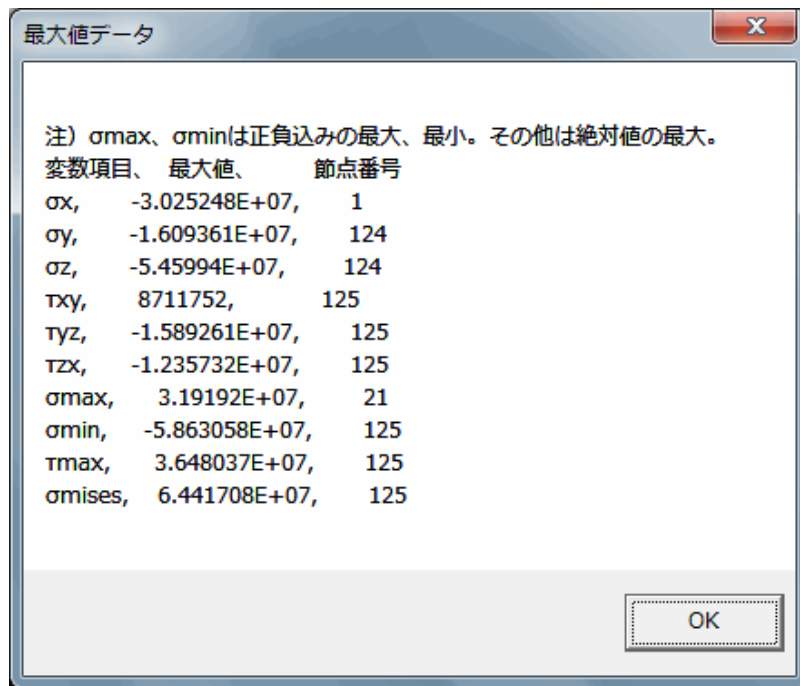 最大値データ
注）σmax、σminは正負込みの最大、最小。その他は絶対値の最大。
変数項目、 最大値、 節点番号
σx, -3.025248E+07, 1
σy, -1.609361E+07, 124
σz, -5.45994E+07, 124
τxy, 8711752, 125
τyz, -1.589261E+07, 125
τzx, -1.235732E+07, 125
σmax, 3.19192E+07, 21
σmin, -5.863058E+07, 125
τmax, 3.648037E+07, 125
σmises, 6.441708E+07, 125
OK